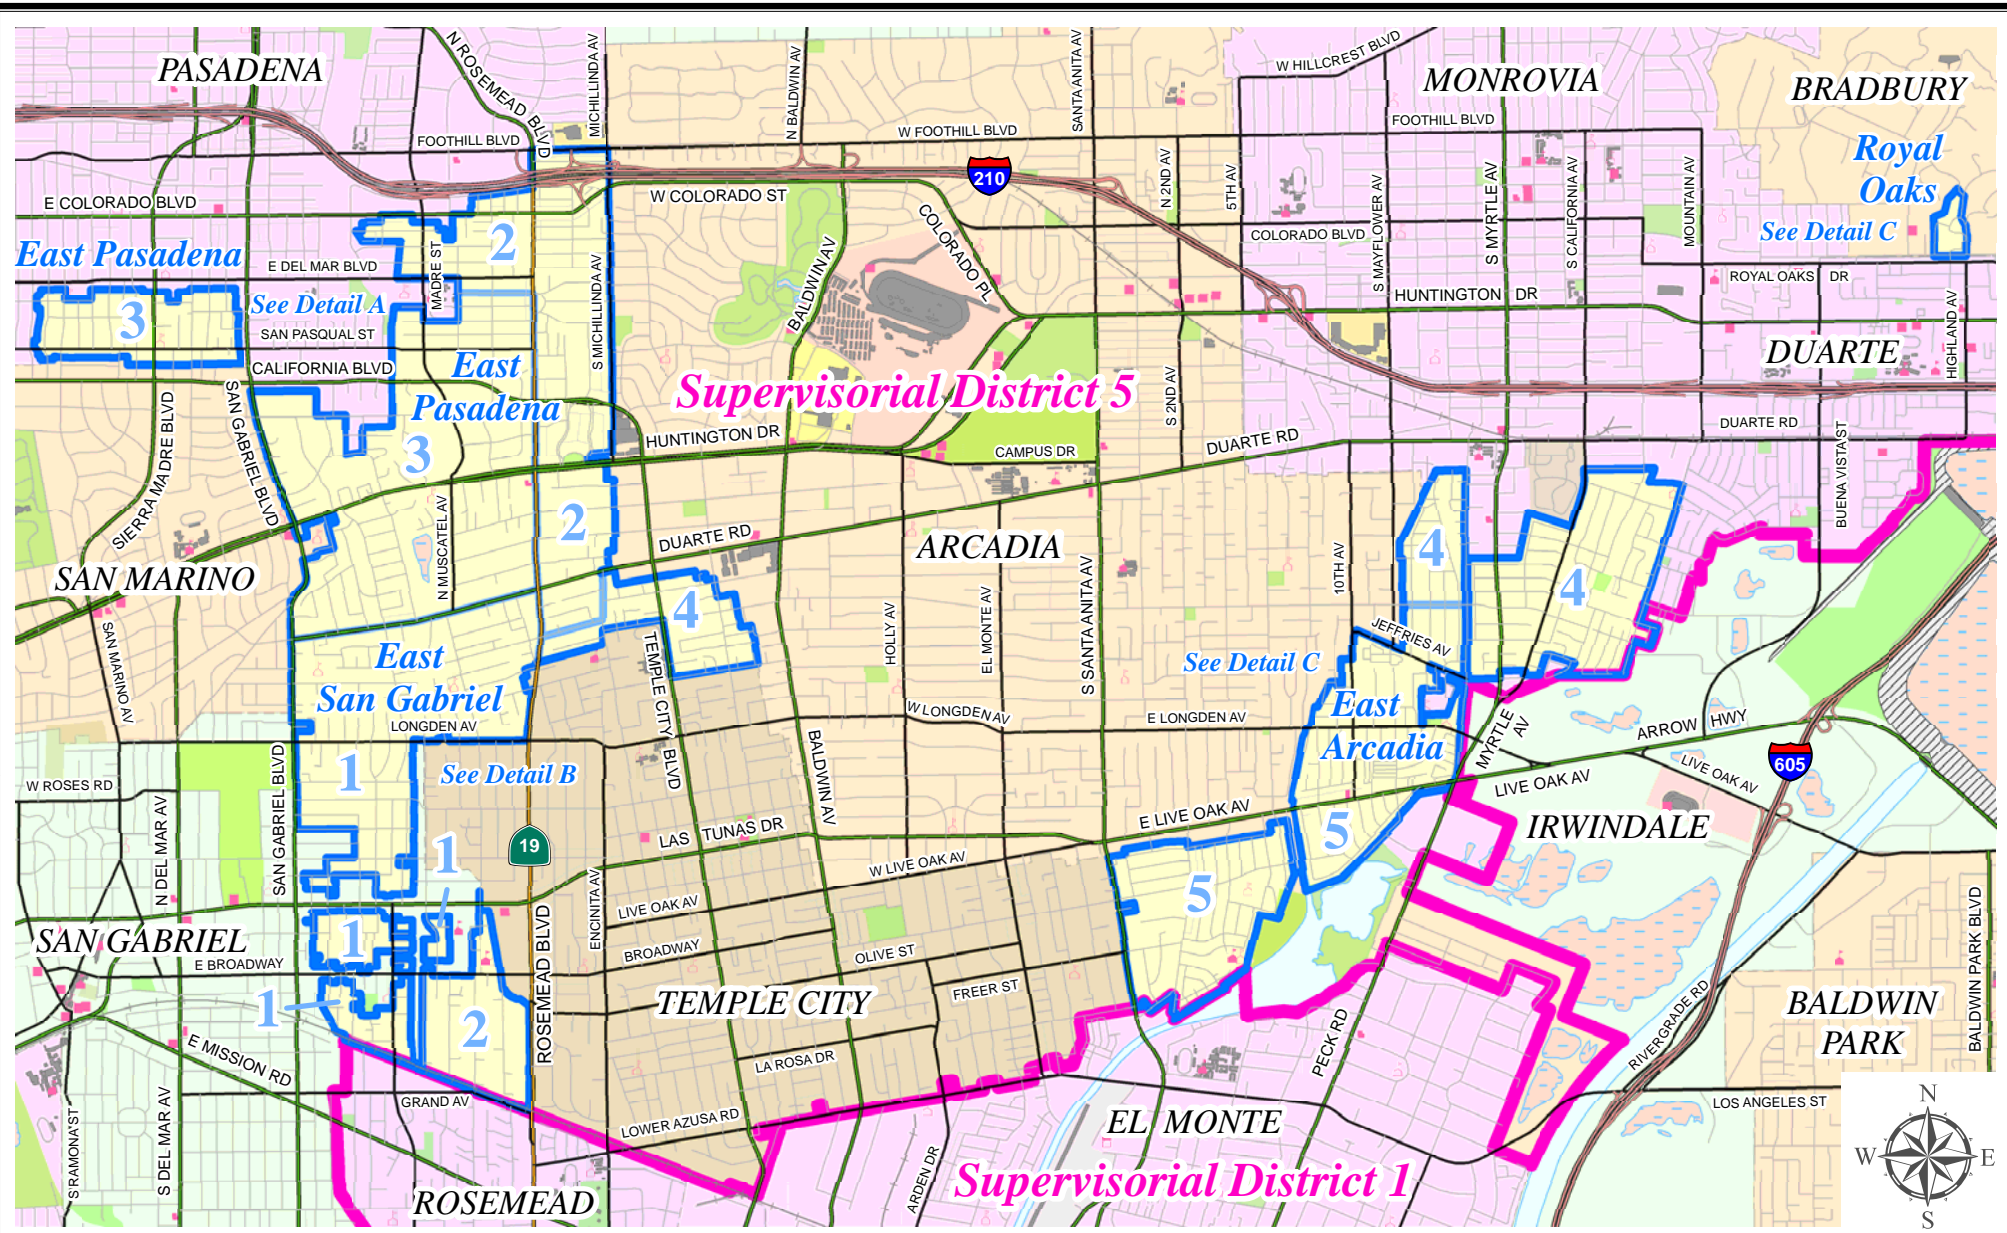 PASADENA
N ROSEMEAD BLVD
MICHILLINDA AV
N BALDWIN AV
SANTA ANITA AV
W HILLCREST BLVD
MONROVIA
BRADBURY
FOOTHILL BLVD
W FOOTHILL BLVD
FOOTHILL BLVD
Royal
Oaks
See Detail C
210
E COLORADO BLVD
W COLORADO ST
COLORADO PL
N 2ND AV
5TH AV
COLORADO BLVD
S MAYFLOWER AV
S MYRTLE AV
S CALIFORNIA AV
MOUNTAIN AV
East Pasadena
E DEL MAR BLVD
MADRE ST
2
S MICHILLINDA AV
BALDWIN AV
ROYAL OAKS DR
HUNTINGTON DR
HIGHLAND AV
3
See Detail A
SAN PASQUAL ST
CALIFORNIA BLVD
East
Pasadena
Supervisorial District 5
S 2ND AV
DUARTE
SIERRA MADRE BLVD
SAN GABRIEL BLVD
3
HUNTINGTON DR
CAMPUS DR
DUARTE RD
DUARTE RD
BUENA VISTA ST
N MUSCATEL AV
2
DUARTE RD
ARCADIA
10TH AV
4
4
SAN MARINO
SAN MARINO AV
4
TEMPLE CITY BLVD
HOLLY AV
EL MONTE AV
S SANTA ANITA AV
JEFFRIES AV
East
San Gabriel
See Detail C
East
Arcadia
LONGDEN AV
W LONGDEN AV
E LONGDEN AV
MYRTLE AV
ARROW HWY
1
See Detail B
BALDWIN AV
LIVE OAK AV
LIVE OAK AV
605
W ROSES RD
N DEL MAR AV
SAN GABRIEL BLVD
19
LAS TUNAS DR
E LIVE OAK AV
5
IRWINDALE
1
W LIVE OAK AV
5
ENCINITA AV
LIVE OAK AV
BALDWIN PARK BLVD
SAN GABRIEL
1
E BROADWAY
ROSEMEAD BLVD
BROADWAY
OLIVE ST
FREER ST
TEMPLE CITY
1
2
BALDWIN
PARK
RIVERGRADE RD
E MISSION RD
LA ROSA DR
PECK RD
S RAMONA ST
S DEL MAR AV
GRAND AV
LOWER AZUSA RD
EL MONTE
LOS ANGELES ST
ARDEN DR
Supervisorial District 1
ROSEMEAD
N
W
E
S